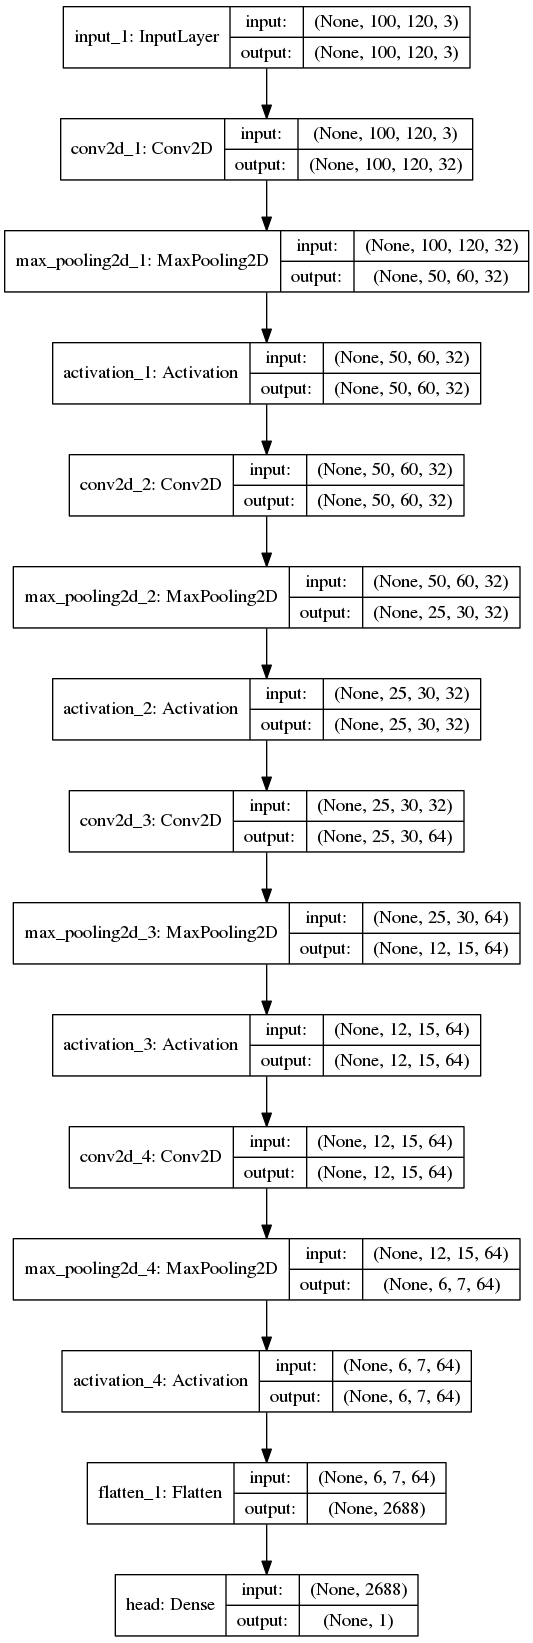 input_1: InputLayer
input:
(None, 100, 120, 3)
output:
(None, 100, 120, 3)
conv2d_1: Conv2D
input:
(None, 100, 120, 3)
output:
(None, 100, 120, 32)
max_pooling2d_1: MaxPooling2D
input:
(None, 100, 120, 32)
output:
(None, 50, 60, 32)
activation_1: Activation
input:
(None, 50, 60, 32)
output:
(None, 50, 60, 32)
conv2d_2: Conv2D
input:
(None, 50, 60, 32)
output:
(None, 50, 60, 32)
max_pooling2d_2: MaxPooling2D
input:
(None, 50, 60, 32)
output:
(None, 25, 30, 32)
activation_2: Activation
input:
(None, 25, 30, 32)
output:
(None, 25, 30, 32)
conv2d_3: Conv2D
input:
(None, 25, 30, 32)
output:
(None, 25, 30, 64)
max_pooling2d_3: MaxPooling2D
input:
(None, 25, 30, 64)
output:
(None, 12, 15, 64)
activation_3: Activation
input:
(None, 12, 15, 64)
output:
(None, 12, 15, 64)
conv2d_4: Conv2D
input:
(None, 12, 15, 64)
output:
(None, 12, 15, 64)
max_pooling2d_4: MaxPooling2D
input:
(None, 12, 15, 64)
output:
(None, 6, 7, 64)
activation_4: Activation
input:
(None, 6, 7, 64)
output:
(None, 6, 7, 64)
flatten_1: Flatten
input:
(None, 6, 7, 64)
output:
(None, 2688)
head: Dense
input:
(None, 2688)
output:
(None, 1)